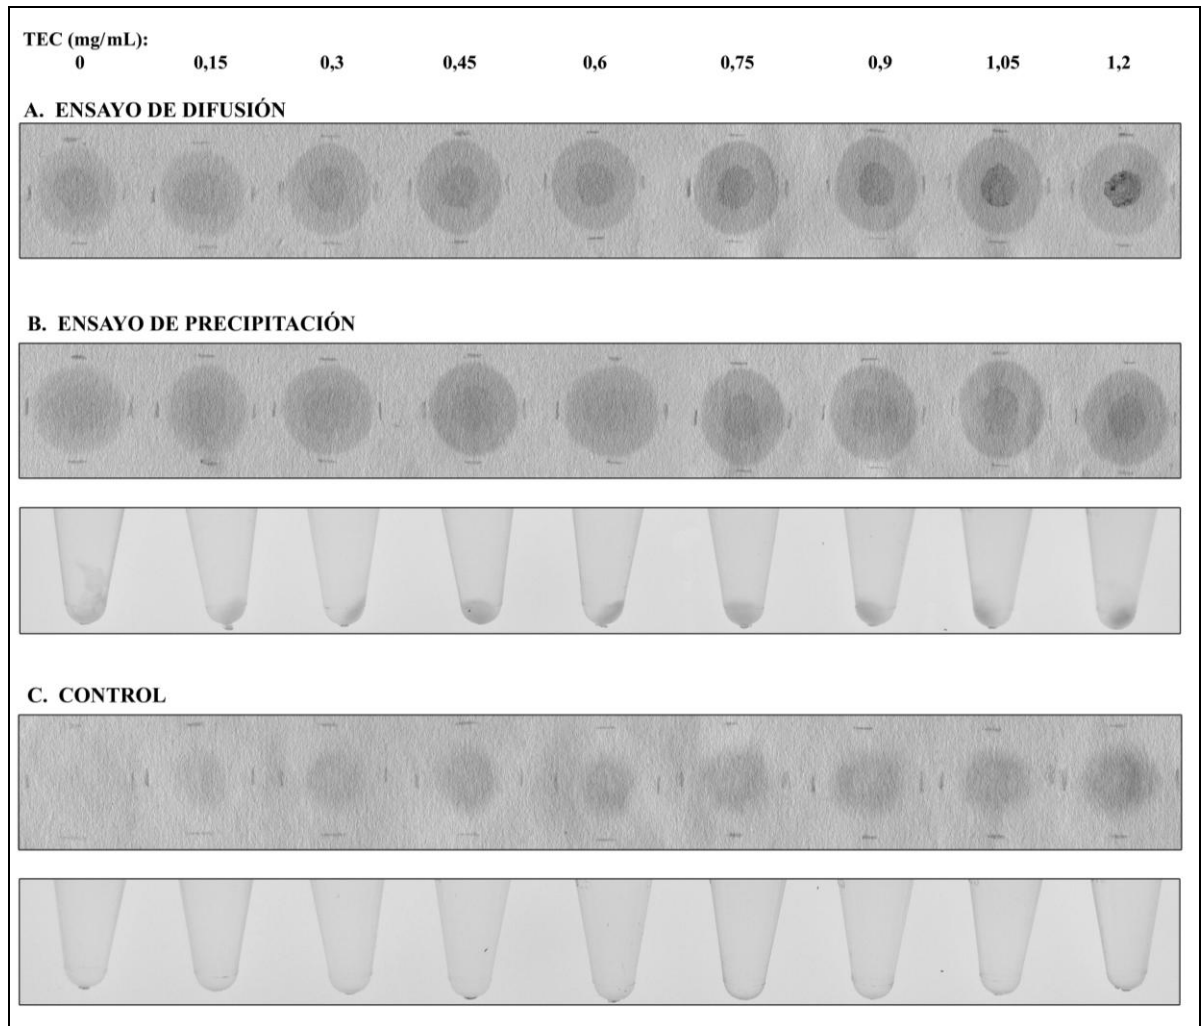 TEC (mg/mL):
0 0,15 0,3 0,45 0,6 0,75 0,9 1,05 1,2
A. ENSAYO DE DIFUSIÓN
B. ENSAYO DE PRECIPITACIÓN
C. CONTROL